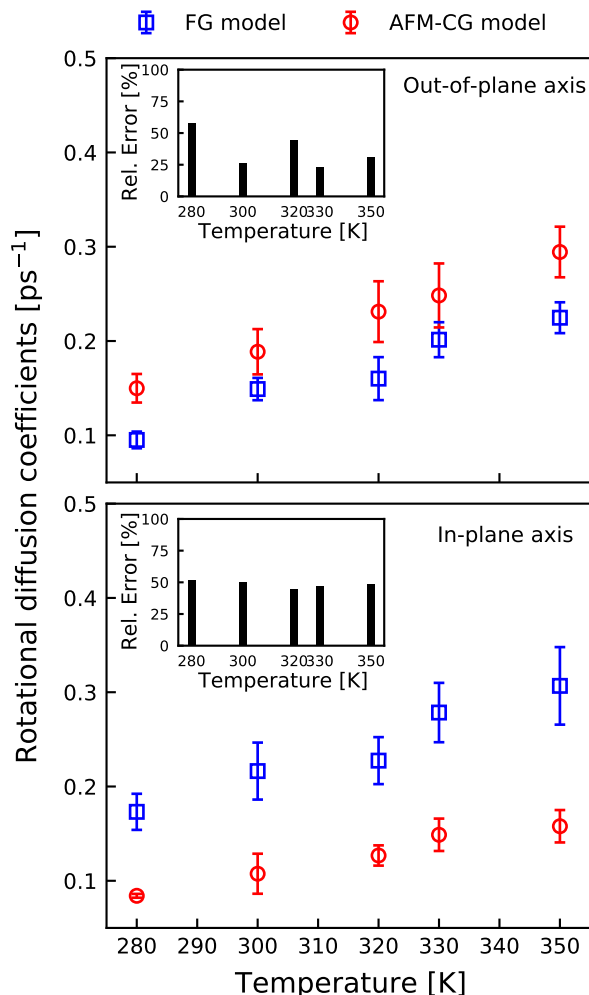 FG model AFM-CG model
Rotational diffusion coefficients [ps⁻¹]
0.5
0.4
0.3
0.2
0.1
Out-of-plane axis
Rel. Error [%]
100
75
50
25
0
280 300 320 330 350
Temperature [K]
0.5
0.4
0.3
0.2
0.1
In-plane axis
Rel. Error [%]
100
75
50
25
0
280 300 320 330 350
Temperature [K]
280 290 300 310 320 330 340 350
Temperature [K]